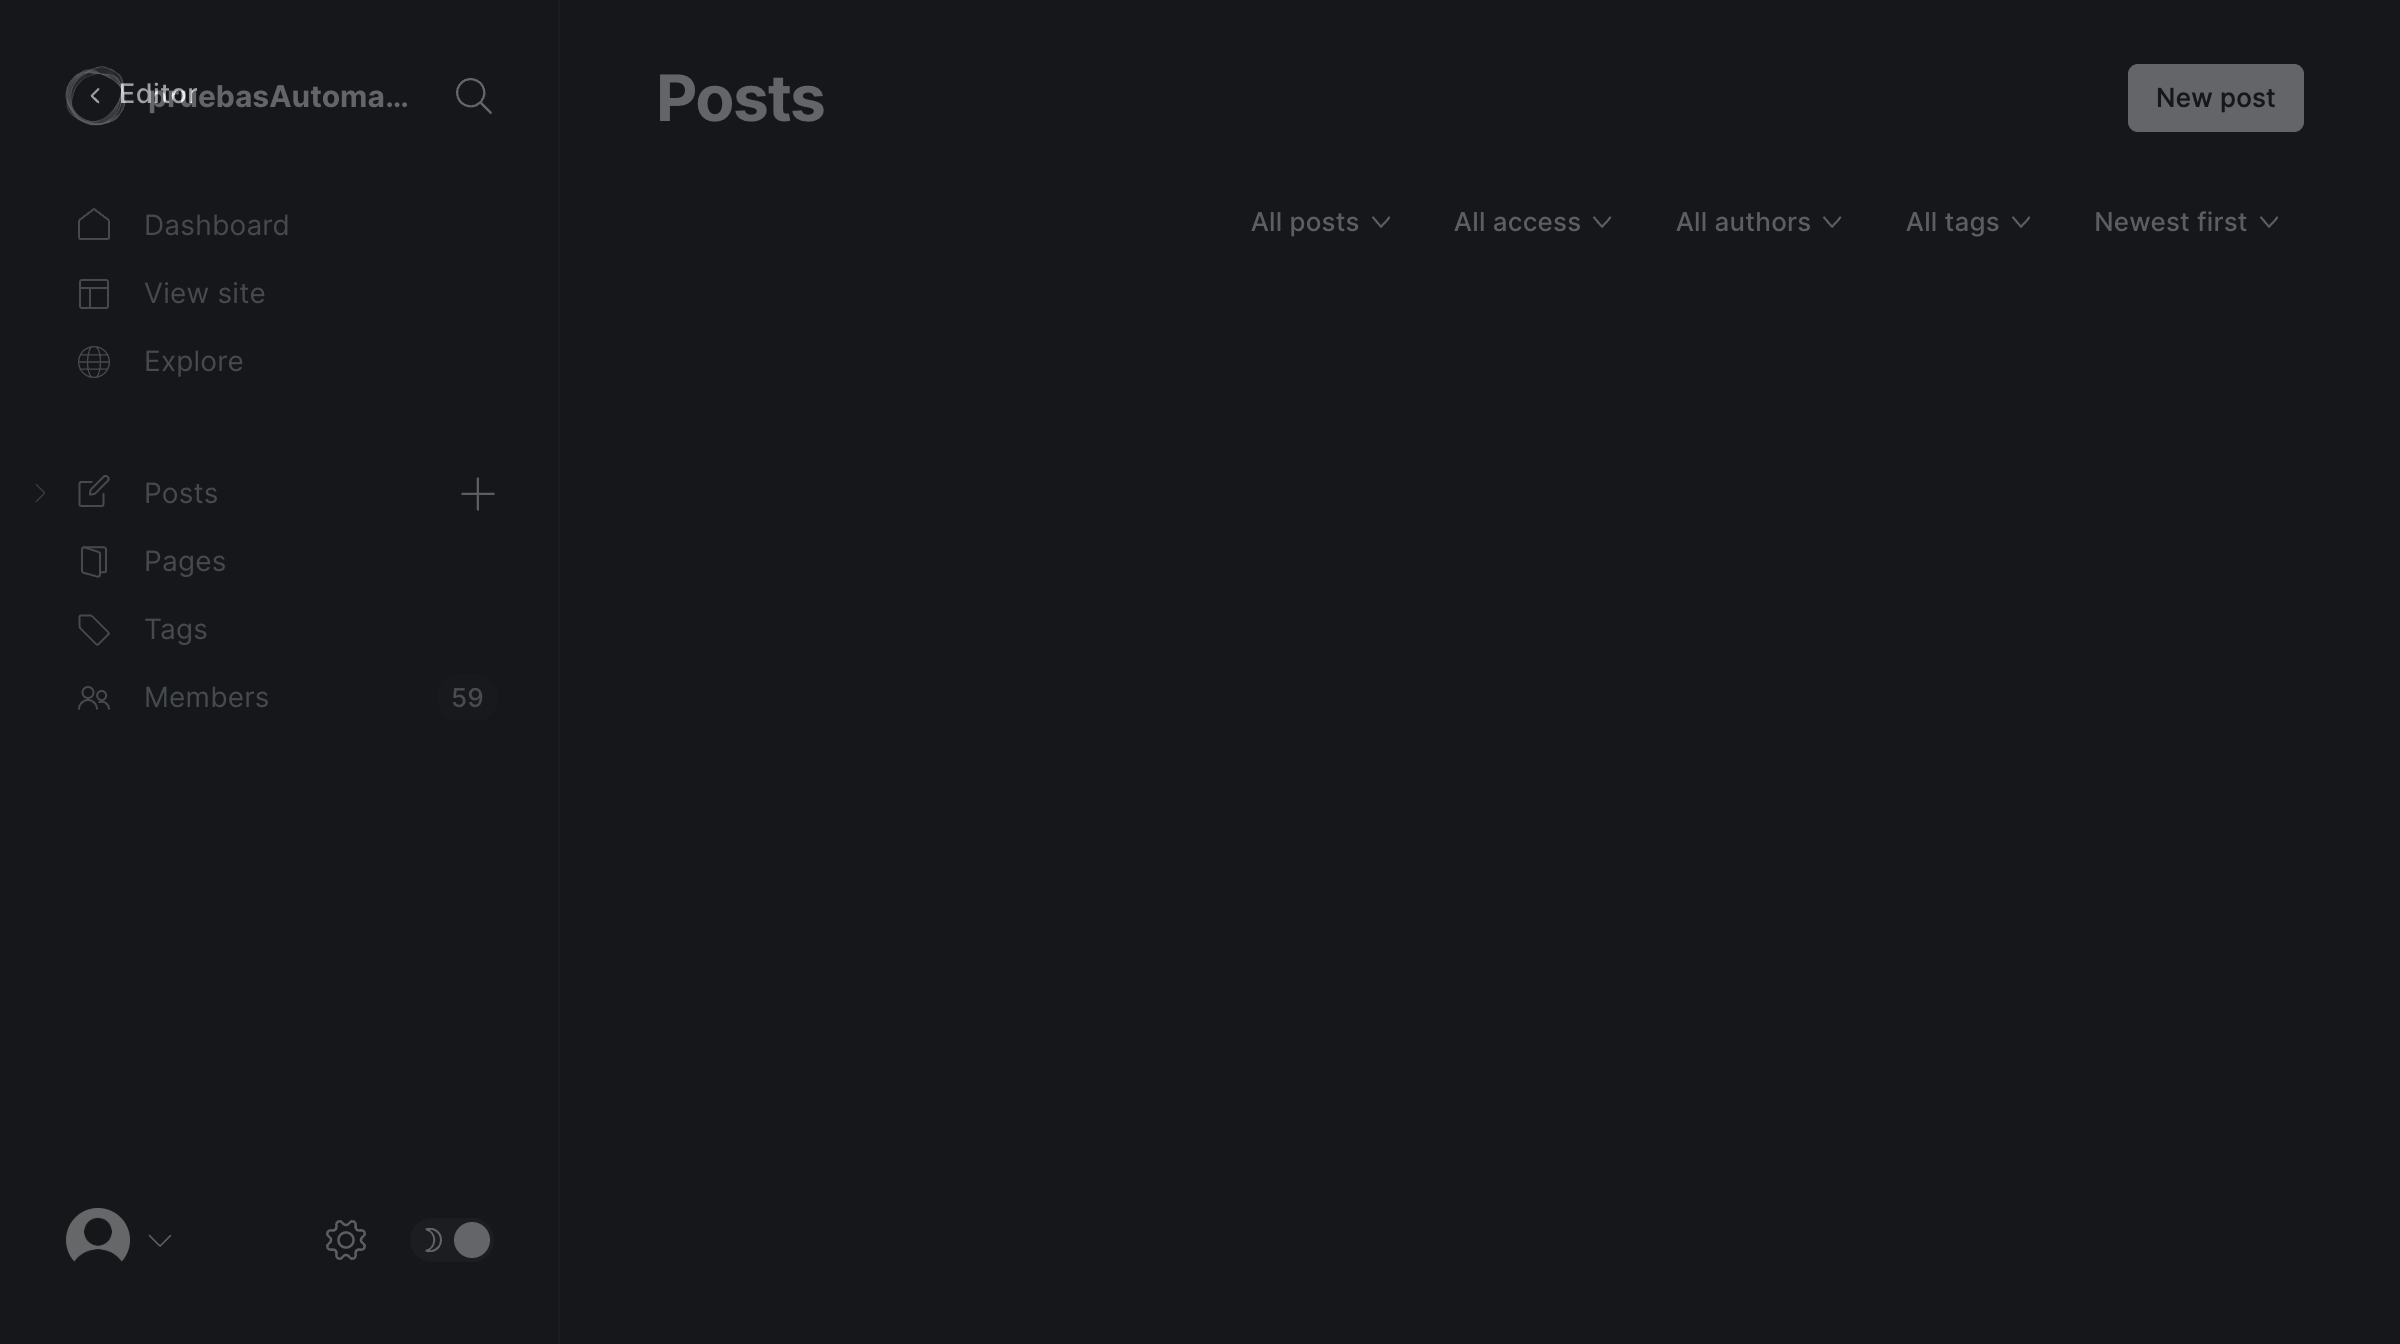 Editor
pruebasAutoma...
Dashboard
View site
Explore
Posts
Pages
Tags
Members 59
Posts
New post
All posts All access All authors All tags Newest first